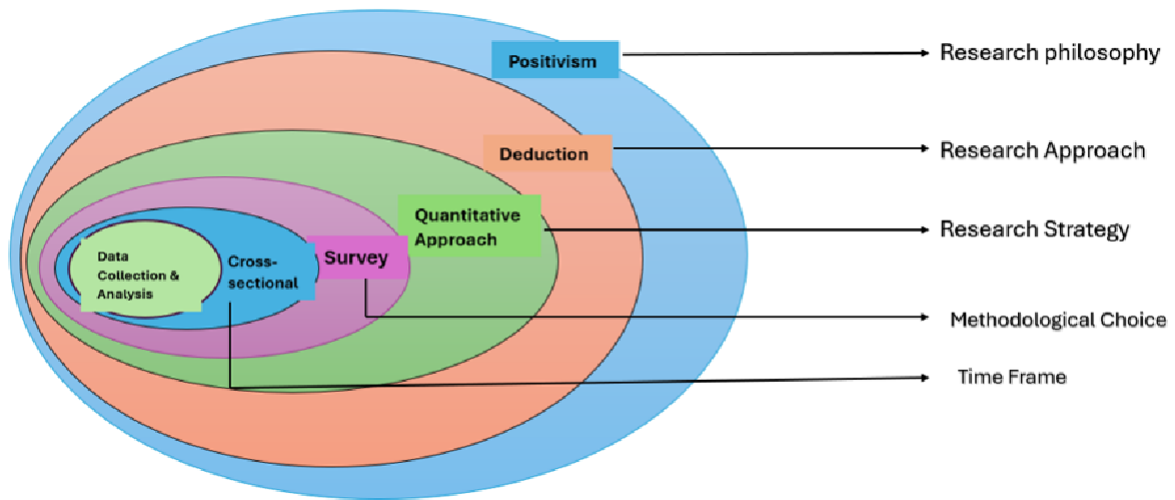 Positivism
Research philosophy
Deduction
Research Approach
Quantitative
Approach
Research Strategy
Survey
Cross-
sectional
Data
Collection &
Analysis
Methodological Choice
Time Frame